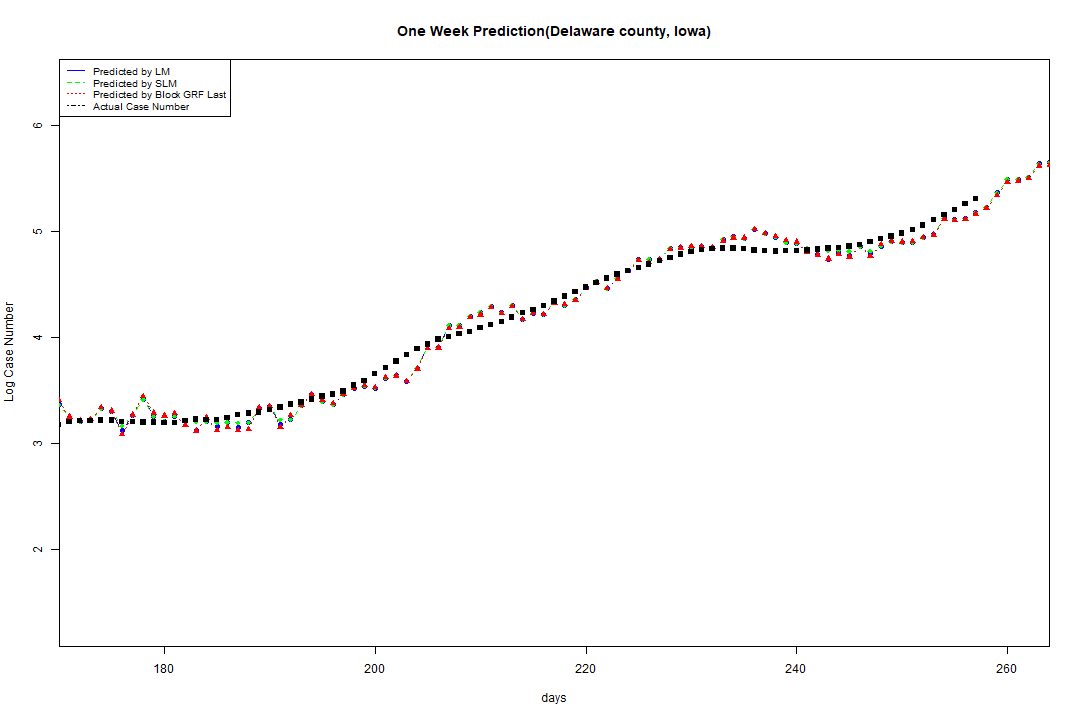 One Week Prediction(Delaware county, Iowa)
Predicted by LM
Predicted by SLM
Predicted by Block GRF Last
Actual Case Number
6
5
4
3
2
Log Case Number
180 200 220 240 260
days